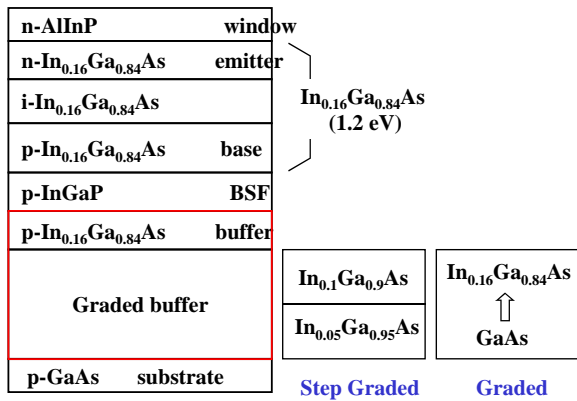 n-AlInP window
n-In0.16Ga0.84As emitter
i-In0.16Ga0.84As
p-In0.16Ga0.84As base
p-InGaP BSF
p-In0.16Ga0.84As buffer
Graded buffer
p-GaAs substrate
In0.16Ga0.84As
(1.2 eV)
In0.1Ga0.9As
In0.05Ga0.95As
Step Graded
In0.16Ga0.84As
GaAs
Graded